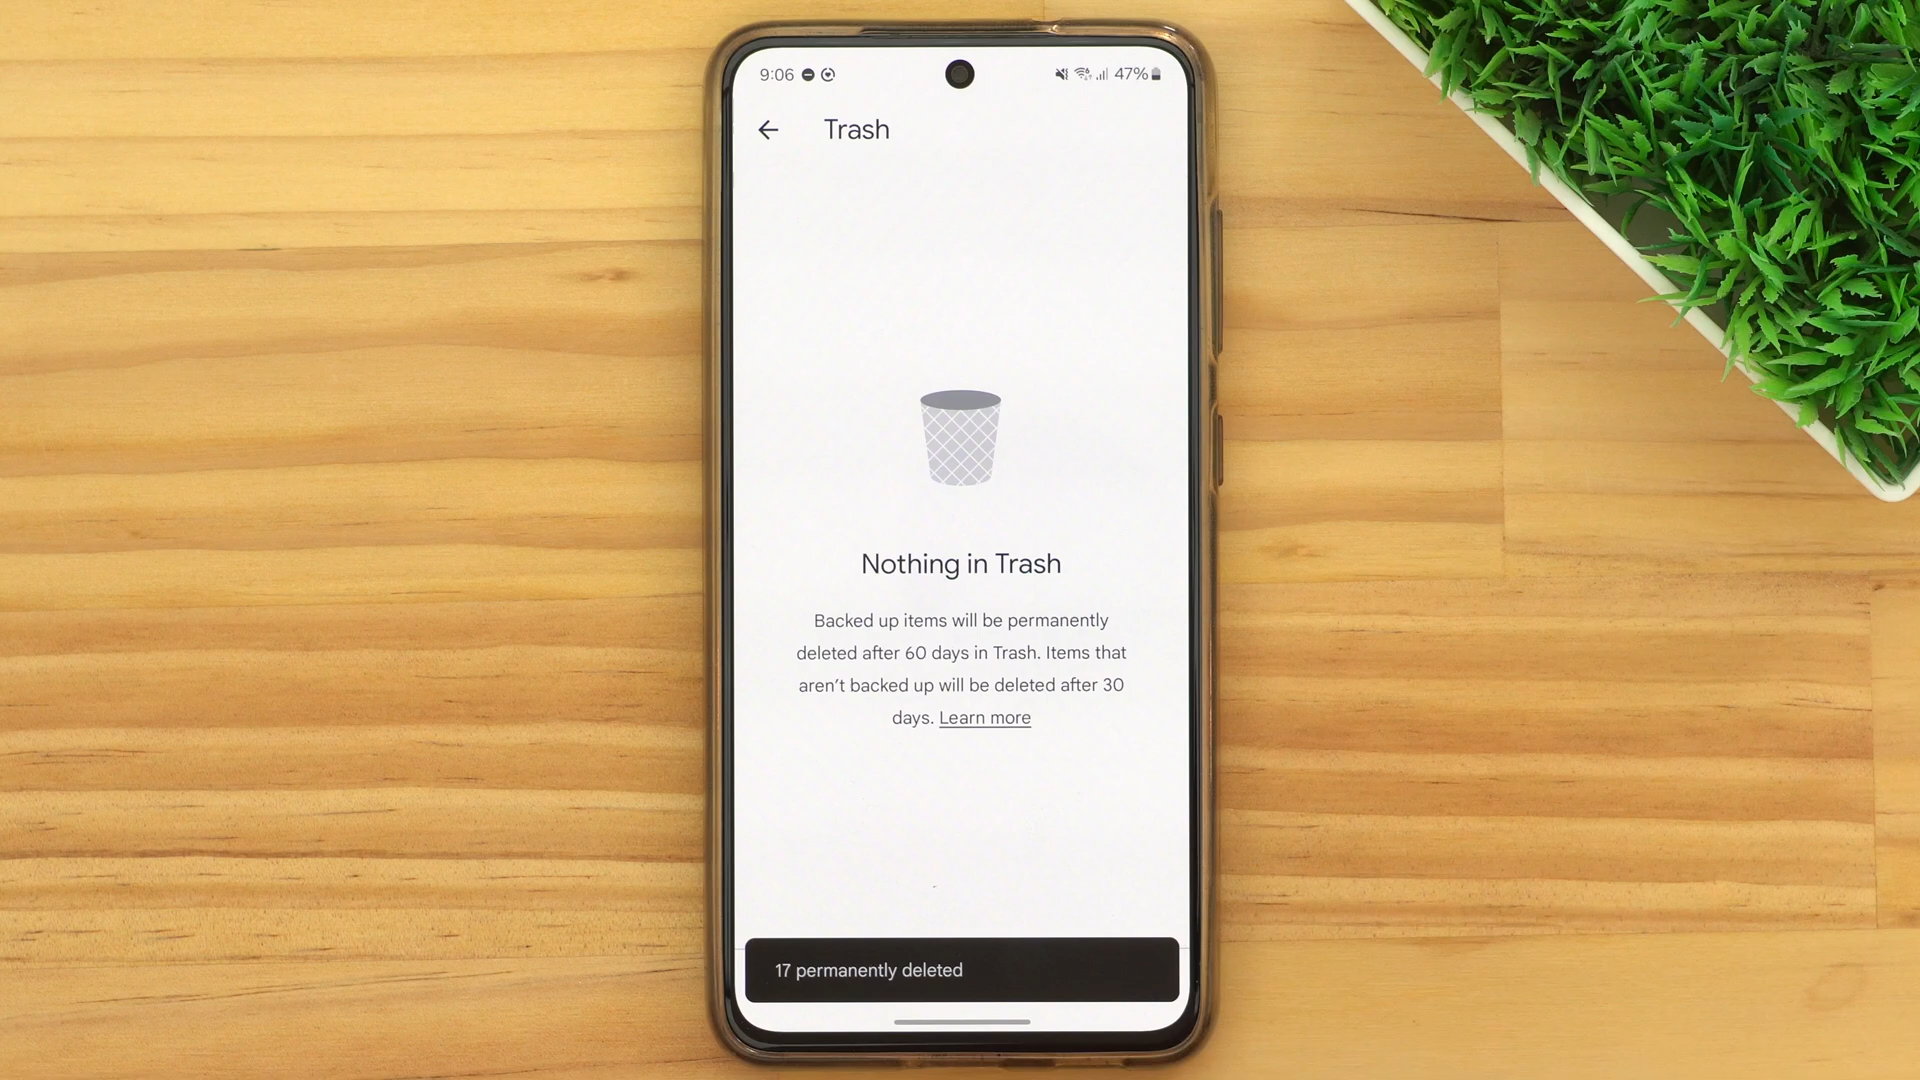 9:06 47%
Trash
Nothing in Trash
Backed up items will be permanently
deleted after 60 days in Trash. Items that
aren’t backed up will be deleted after 30
days. Learn more
17 permanently deleted